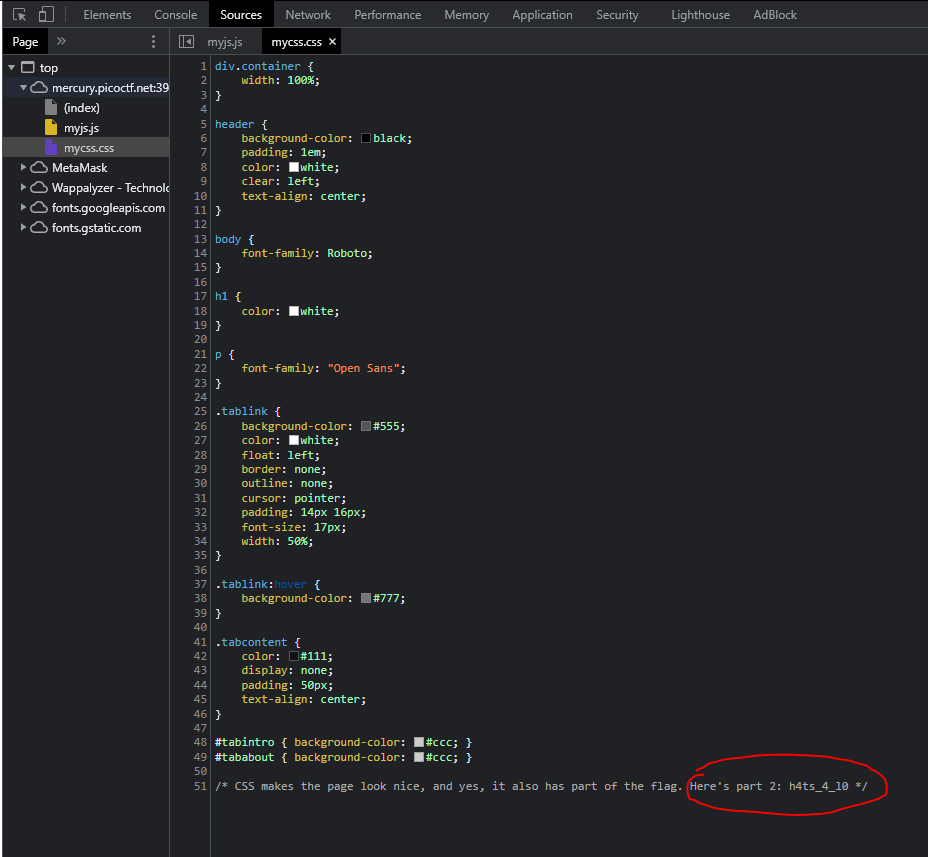 Elements Console Sources Network Performance Memory Application Security Lighthouse AdBlock
Page » myjs.js mycss.css ×
top
mercury.picoctf.net:39
(index)
myjs.js
mycss.css
MetaMask
Wappalyzer - Technolo
fonts.googleapis.com
fonts.gstatic.com
1 div.container {
2 width: 100%;
3 }
4
5 header {
6 background-color: black;
7 padding: 1em;
8 color: white;
9 clear: left;
10 text-align: center;
11 }
12
13 body {
14 font-family: Roboto;
15 }
16
17 h1 {
18 color: white;
19 }
20
21 p {
22 font-family: "Open Sans";
23 }
24
25 .tablink {
26 background-color: #555;
27 color: white;
28 float: left;
29 border: none;
30 outline: none;
31 cursor: pointer;
32 padding: 14px 16px;
33 font-size: 17px;
34 width: 50%;
35 }
36
37 .tablink:hover {
38 background-color: #777;
39 }
40
41 .tabcontent {
42 color: #111;
43 display: none;
44 padding: 50px;
45 text-align: center;
46 }
47
48 #tabintro { background-color: #ccc; }
49 #tababout { background-color: #ccc; }
50
51 /* CSS makes the page look nice, and yes, it also has part of the flag. Here's part 2: h4ts_4_l0 */